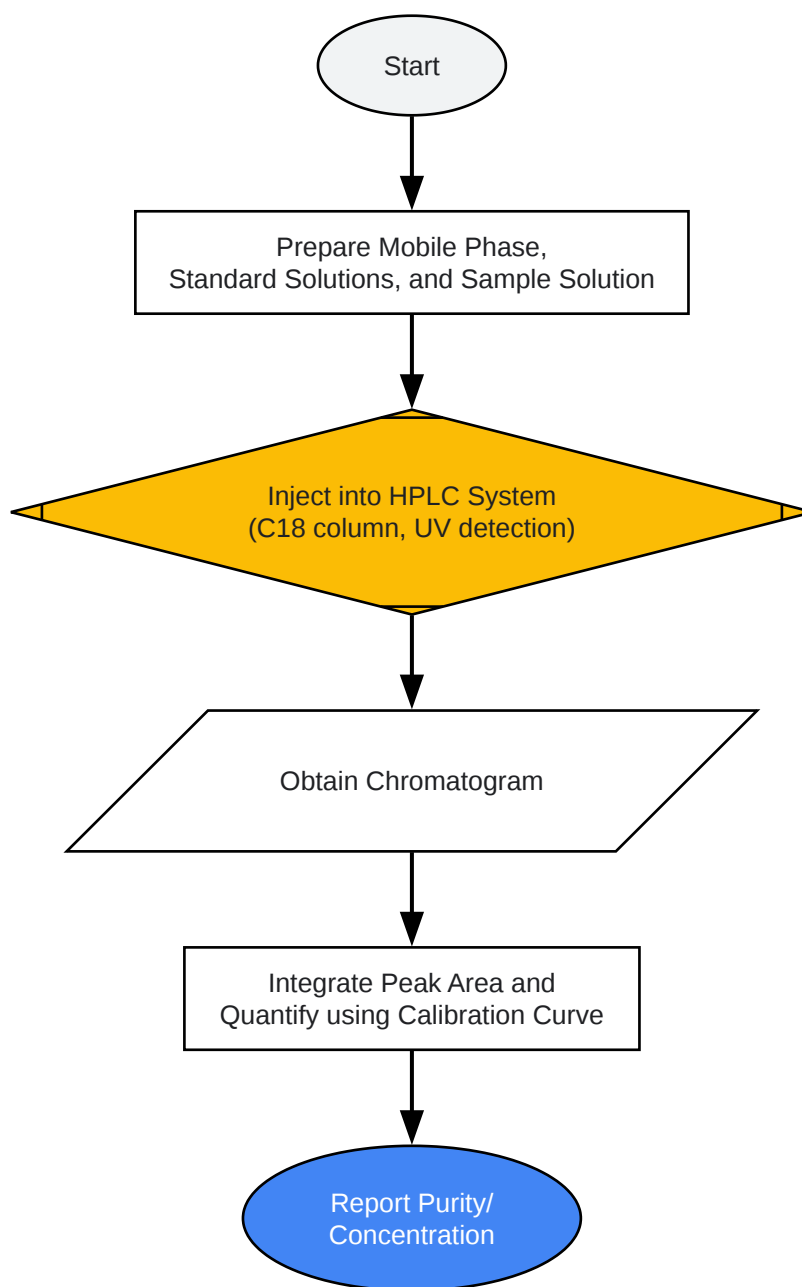 Start
Prepare Mobile Phase,
Standard Solutions, and Sample Solution
Inject into HPLC System
(C18 column, UV detection)
Obtain Chromatogram
Integrate Peak Area and
Quantify using Calibration Curve
Report Purity/
Concentration